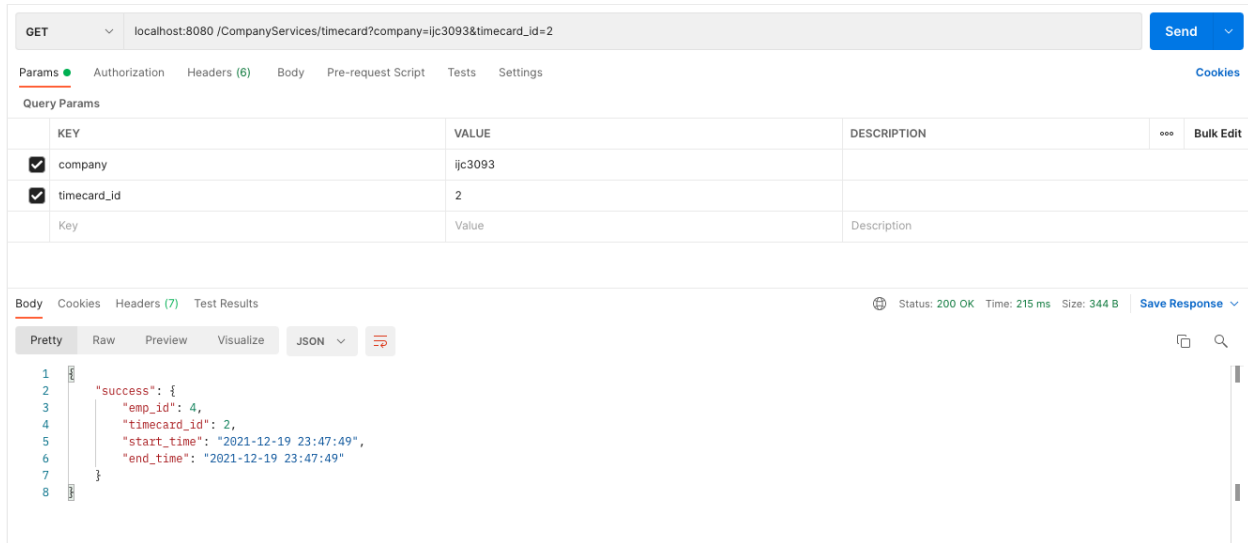 GET localhost:8080 /CompanyServices/timecard?company=ijc3093&timecard_id=2 Send
Params Authorization Headers (6) Body Pre-request Script Tests Settings Cookies
Query Params
KEY VALUE DESCRIPTION ooo Bulk Edit
company ijc3093
timecard_id 2
Key Value Description
Body Cookies Headers (7) Test Results Status: 200 OK Time: 215 ms Size: 344 B Save Response
Pretty Raw Preview Visualize JSON
1 {
2 "success": {
3 "emp_id": 4,
4 "timecard_id": 2,
5 "start_time": "2021-12-19 23:47:49",
6 "end_time": "2021-12-19 23:47:49"
7 }
8 }